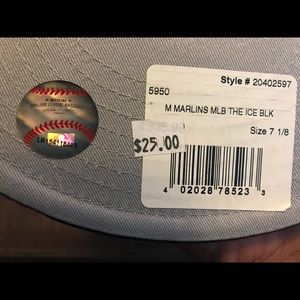 Style # 20402597
5950
M MARLINS MLB THE ICE BLK
Size 7 1/8
$25.00
4 02028 78523 3